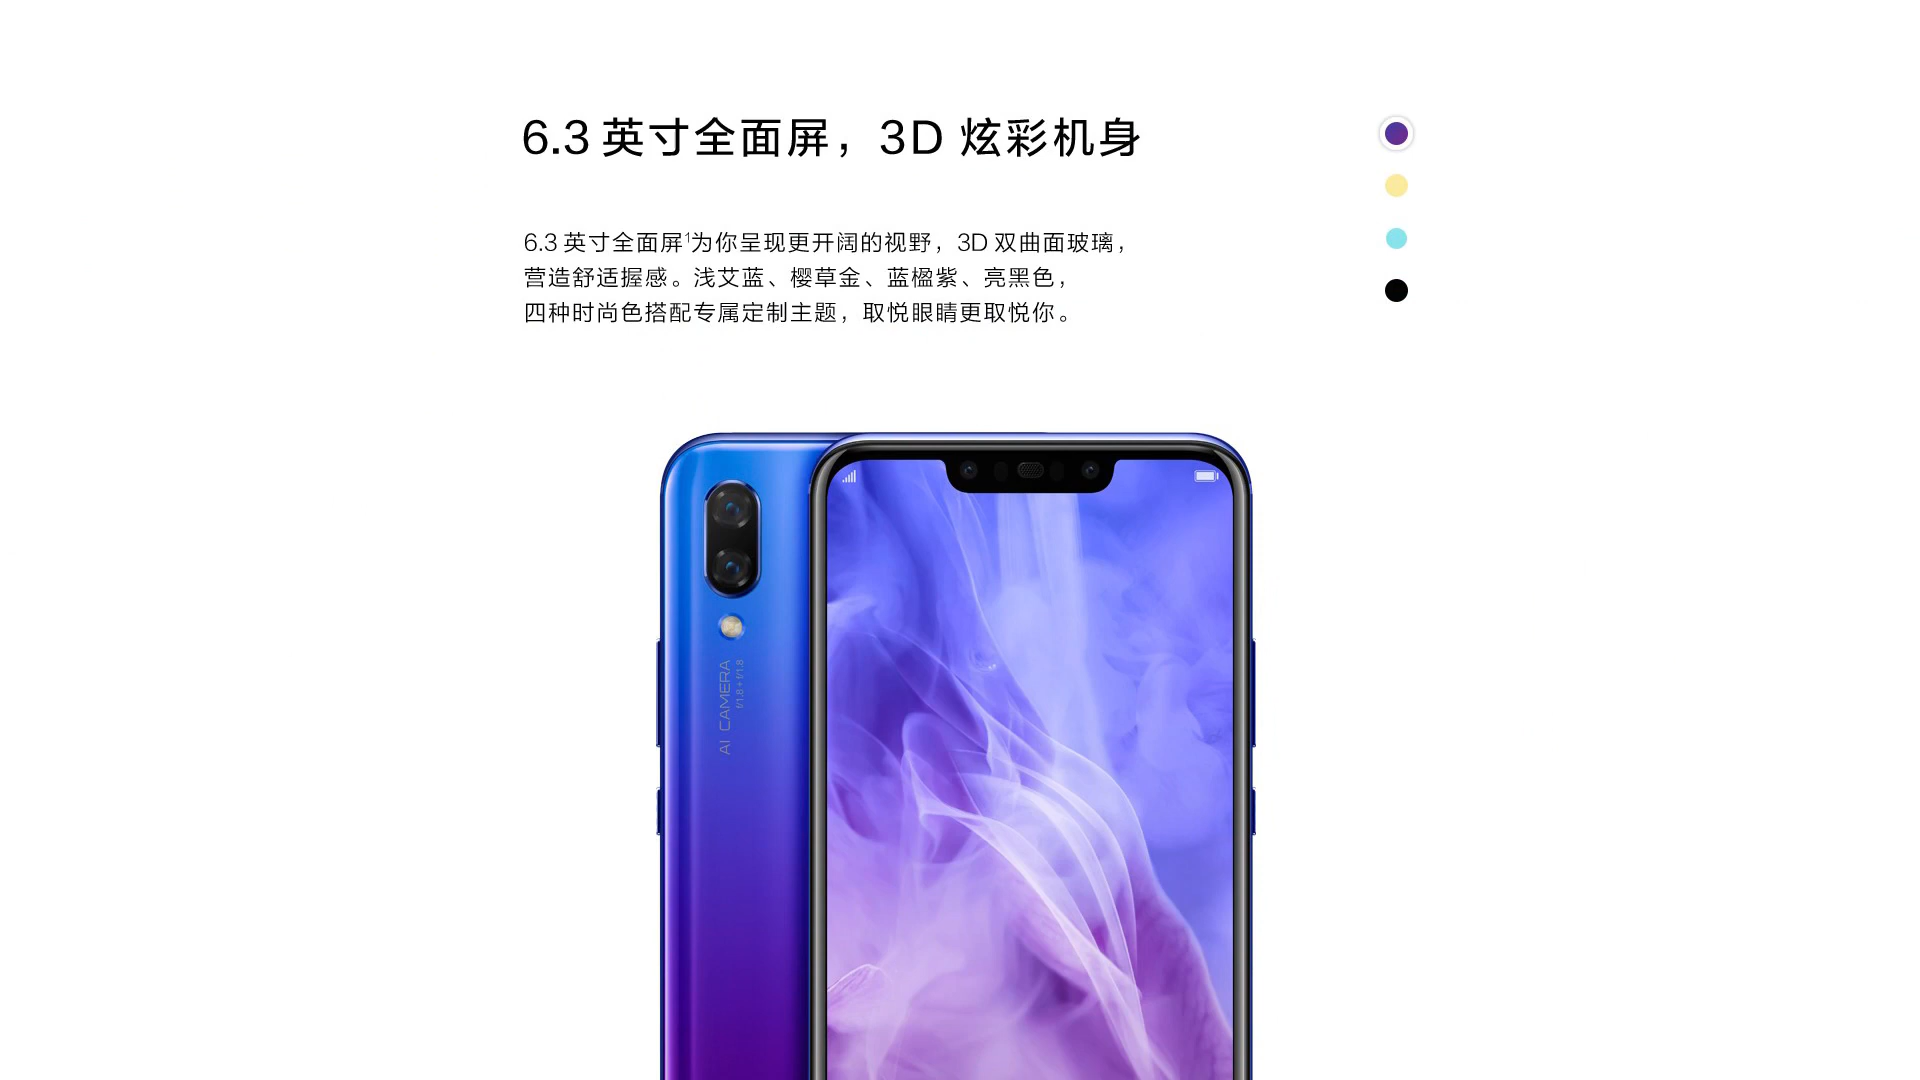 6.3 英寸全面屏，3D 炫彩机身
6.3 英寸全面屏¹为你呈现更开阔的视野，3D 双曲面玻璃，
营造舒适握感。浅艾蓝、樱草金、蓝楹紫、亮黑色，
四种时尚色搭配专属定制主题，取悦眼睛更取悦你。
AI CAMERA
f/1.8 + f/1.8